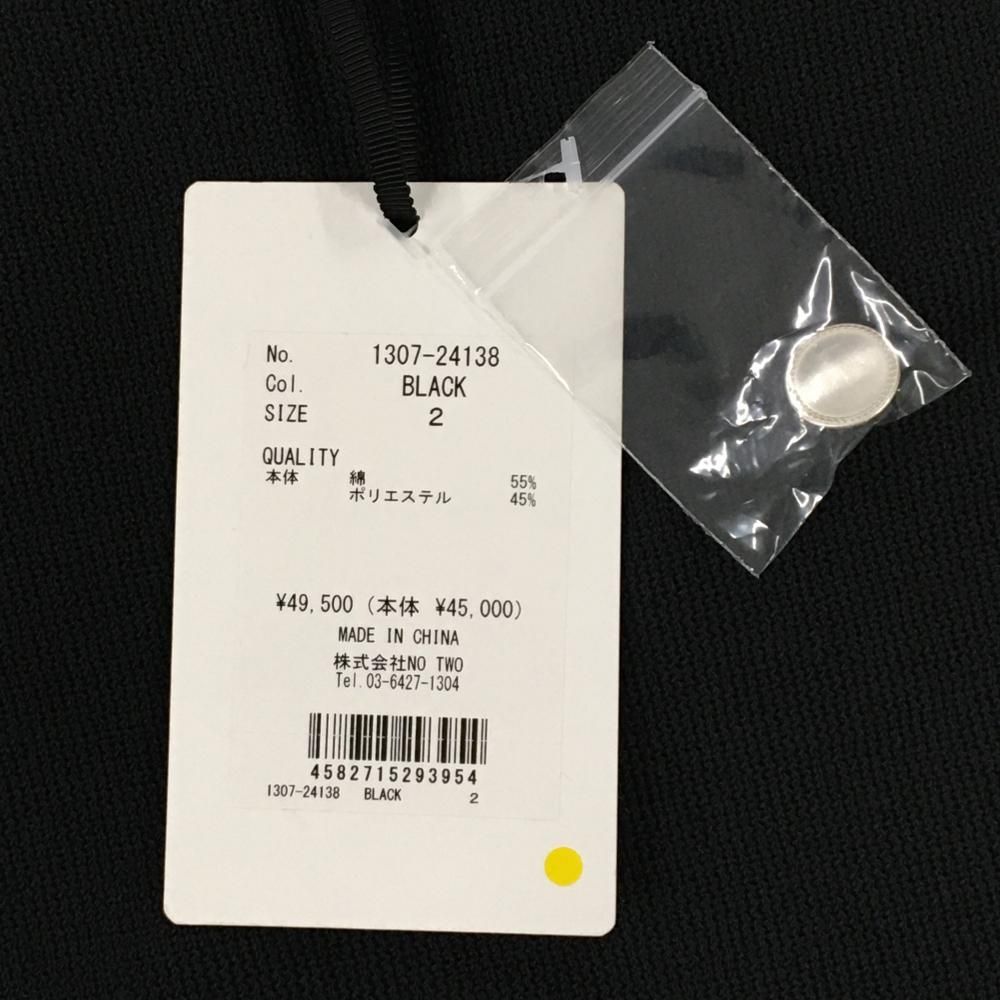 No. 1307-24138
Col. BLACK
SIZE 2
QUALITY
本体 綿 55%
ポリエステル 45%
¥49,500 (本体 ¥45,000)
MADE IN CHINA
株式会社NO TWO
Tel.03-6427-1304
4582715293954
1307-24138 BLACK 2